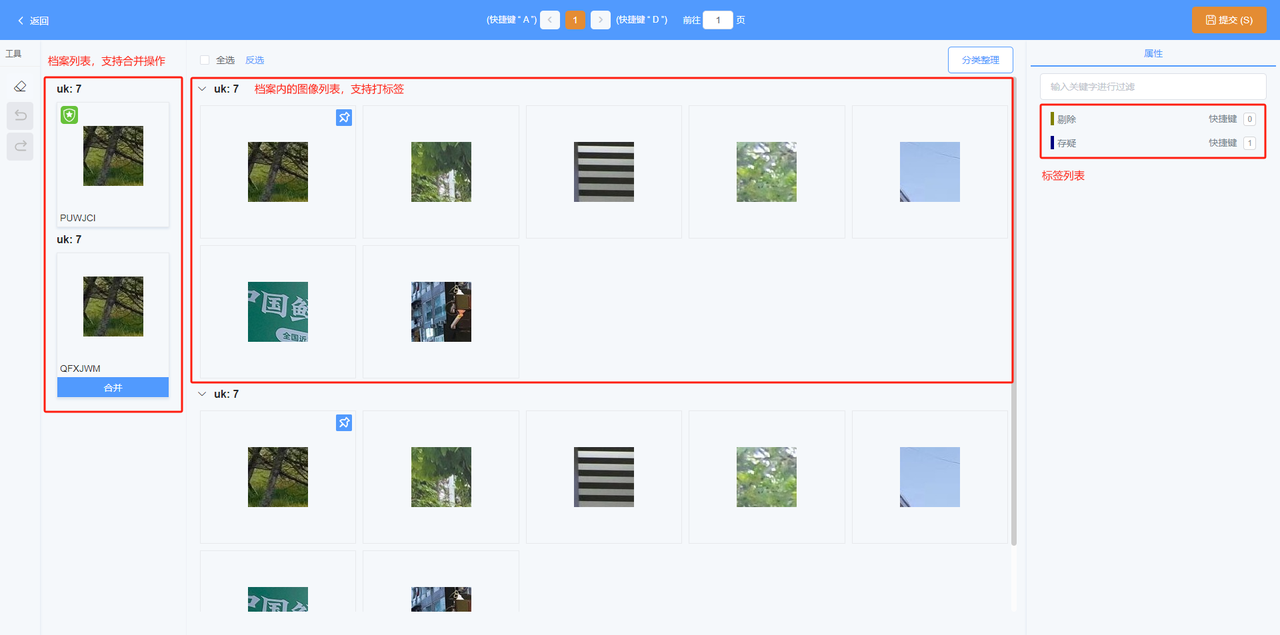 返回
(快捷键 " A ")
1
(快捷键 " D ")
前往 1 页
提交 (S)
工具
档案列表，支持合并操作
uk: 7
PUWJCI
uk: 7
QFXJWM
合并
全选 反选
分类整理
uk: 7 档案内的图像列表，支持打标签
中国
全国近
uk: 7
属性
输入关键字进行过滤
剔除 快捷键 0
存疑 快捷键 1
标签列表